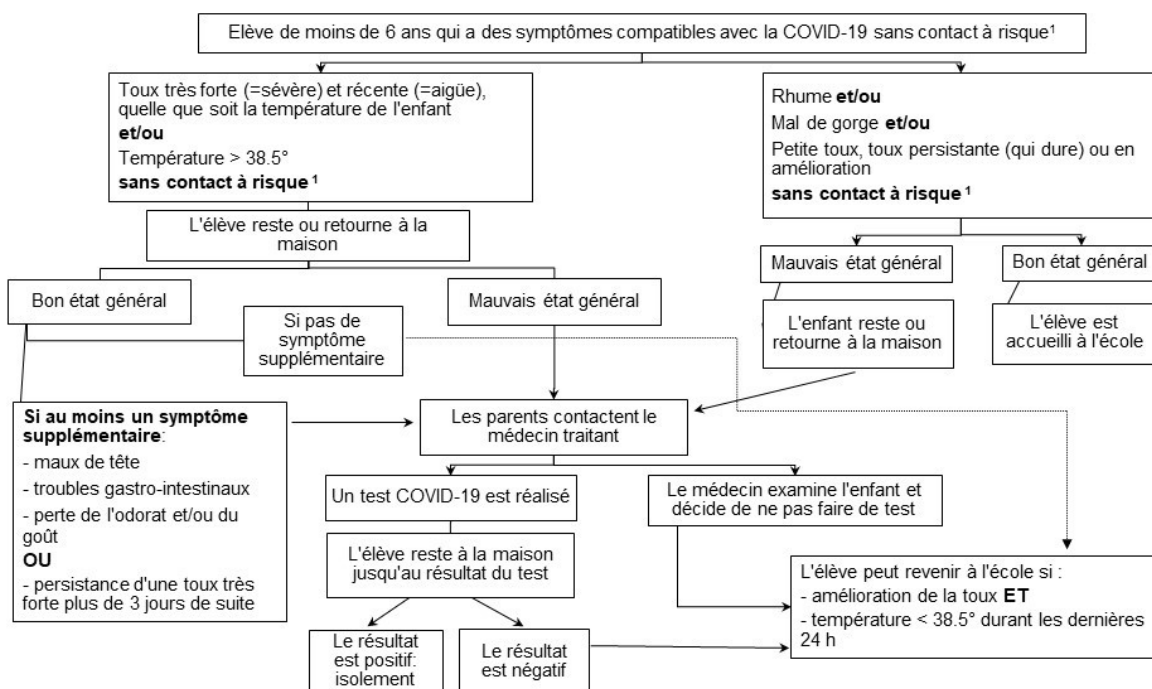 Elève de moins de 6 ans qui a des symptômes compatibles avec la COVID-19 sans contact à risque¹
Toux très forte (=sévère) et récente (=aigüe),
quelle que soit la température de l'enfant
et/ou
Température > 38.5°
sans contact à risque ¹
Rhume et/ou
Mal de gorge et/ou
Petite toux, toux persistante (qui dure) ou en
amélioration
sans contact à risque ¹
L'élève reste ou retourne à la
maison
Mauvais état général
Bon état général
Bon état général
Mauvais état général
Si pas de
symptôme
supplémentaire
L'enfant reste ou
retourne à la maison
L'élève est
accueilli à l'école
Si au moins un symptôme
supplémentaire:
- maux de tête
- troubles gastro-intestinaux
- perte de l'odorat et/ou du
goût
OU
- persistance d'une toux très
forte plus de 3 jours de suite
Les parents contactent le
médecin traitant
Un test COVID-19 est réalisé
Le médecin examine l'enfant et
décide de ne pas faire de test
L'élève reste à la maison
jusqu'au résultat du test
L'élève peut revenir à l'école si :
- amélioration de la toux ET
- température < 38.5° durant les dernières
24 h
Le résultat
est positif:
isolement
Le résultat
est négatif